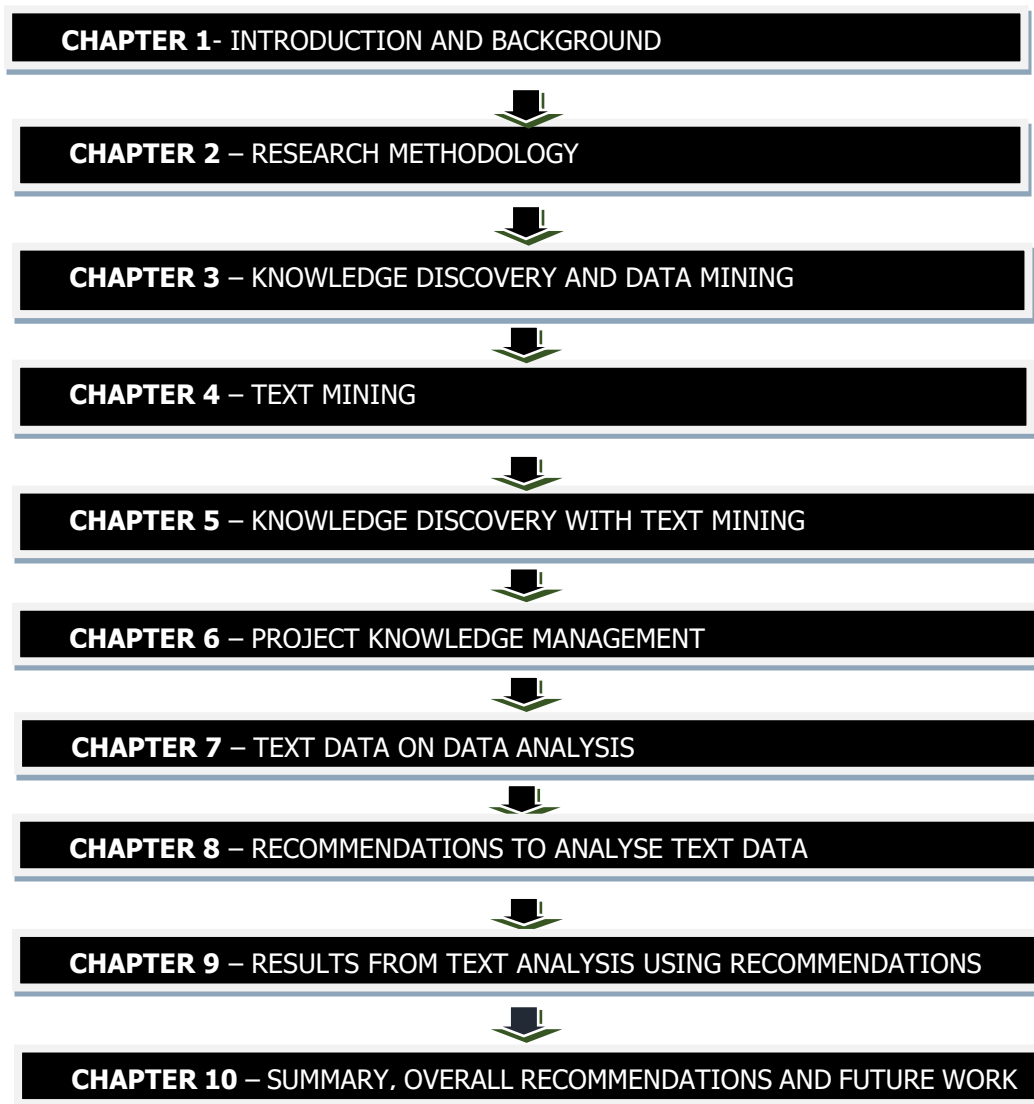 CHAPTER 1- INTRODUCTION AND BACKGROUND
CHAPTER 2 – RESEARCH METHODOLOGY
CHAPTER 3 – KNOWLEDGE DISCOVERY AND DATA MINING
CHAPTER 4 – TEXT MINING
CHAPTER 5 – KNOWLEDGE DISCOVERY WITH TEXT MINING
CHAPTER 6 – PROJECT KNOWLEDGE MANAGEMENT
CHAPTER 7 – TEXT DATA ON DATA ANALYSIS
CHAPTER 8 – RECOMMENDATIONS TO ANALYSE TEXT DATA
CHAPTER 9 – RESULTS FROM TEXT ANALYSIS USING RECOMMENDATIONS
CHAPTER 10 – SUMMARY, OVERALL RECOMMENDATIONS AND FUTURE WORK